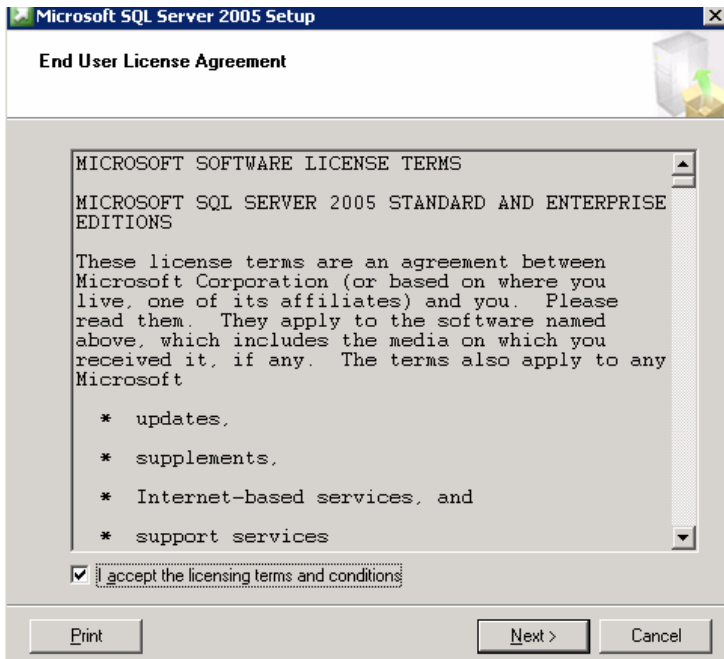 Microsoft SQL Server 2005 Setup
End User License Agreement
MICROSOFT SOFTWARE LICENSE TERMS
MICROSOFT SQL SERVER 2005 STANDARD AND ENTERPRISE
EDITIONS
These license terms are an agreement between
Microsoft Corporation (or based on where you
live, one of its affiliates) and you.  Please
read them.  They apply to the software named
above, which includes the media on which you
received it, if any.  The terms also apply to any
Microsoft
*  updates,
*  supplements,
*  Internet-based services, and
*  support services
I accept the licensing terms and conditions
Print
Next >
Cancel